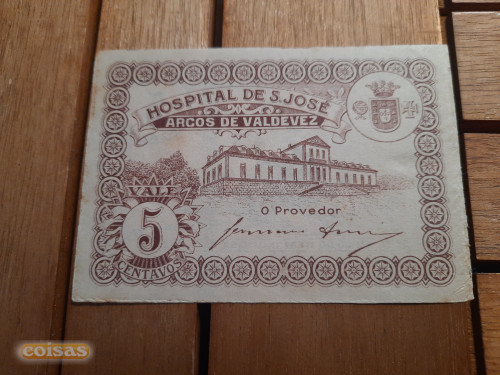 HOSPITAL DE S. JOSÉ
ARCOS DE VALDEVEZ
VALE
5
CENTAVOS
O Provedor
coisas